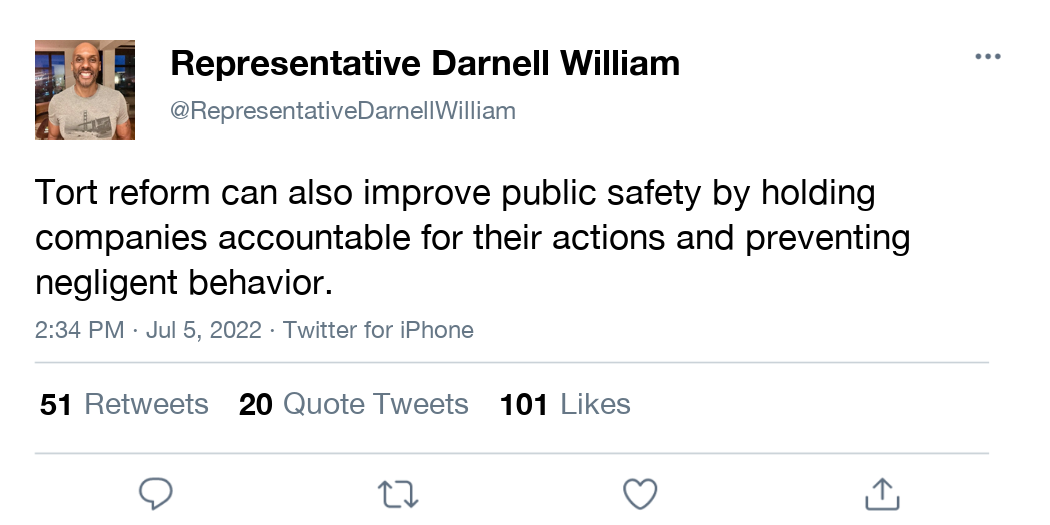 Representative Darnell William
@RepresentativeDarnellWilliam
Tort reform can also improve public safety by holding
companies accountable for their actions and preventing
negligent behavior.
2:34 PM · Jul 5, 2022 · Twitter for iPhone
51 Retweets 20 Quote Tweets 101 Likes